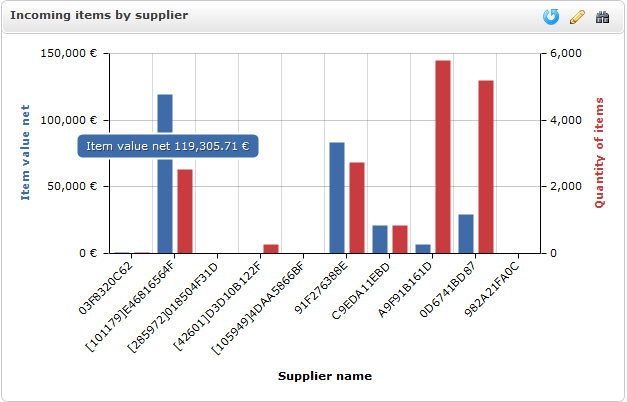 Incoming items by supplier
150,000 €
100,000 €
50,000 €
0 €
Item value net
Item value net 119,305.71 €
6,000
4,000
2,000
0
Quantity of items
03F8320C62
[101179]E46816564F
[285972]018504F31D
[42601]D3D10B122F
[105949]4DAA5866BF
91F276388E
C9EDA11EBD
A9F91B161D
0D6741BD87
982A21FA0C
Supplier name